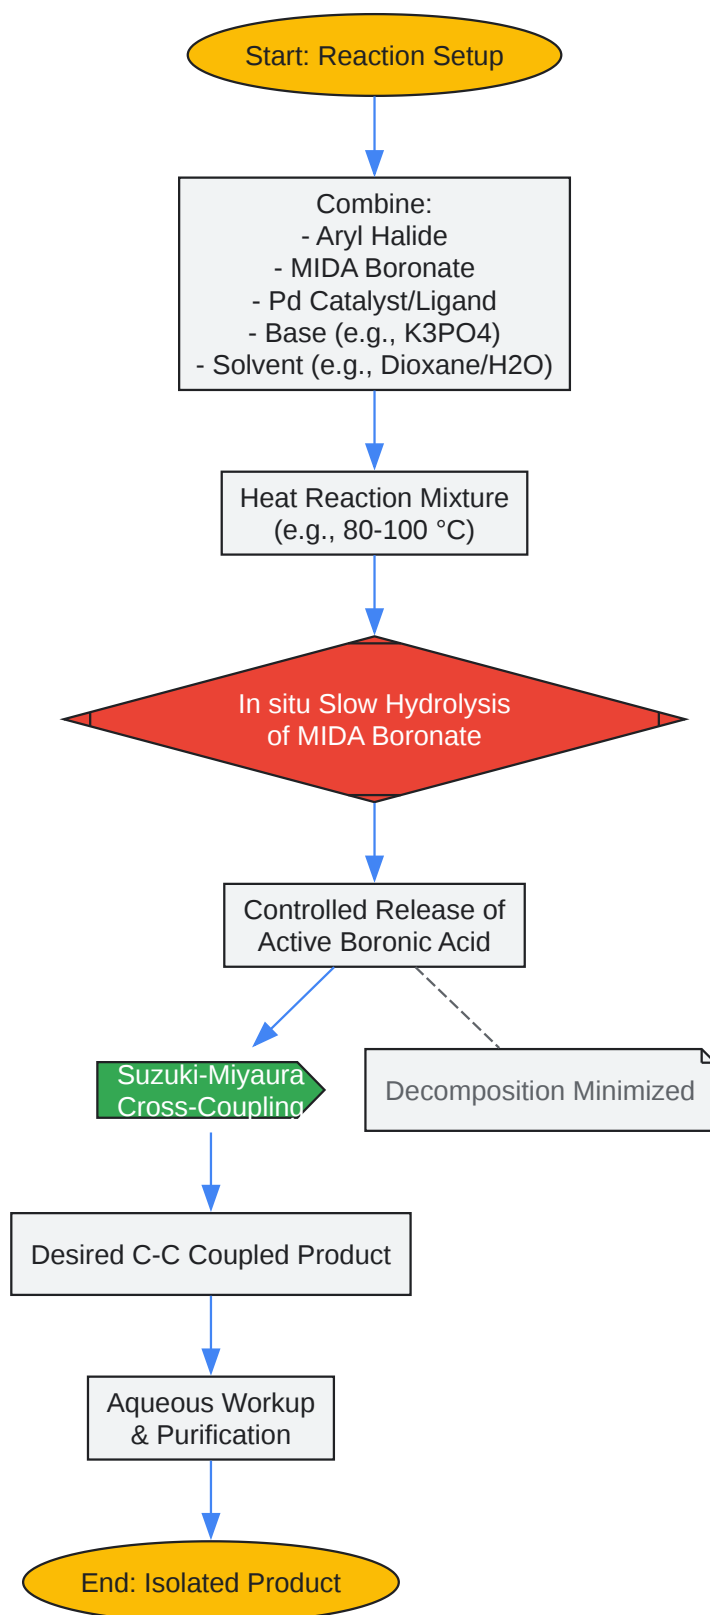 Start: Reaction Setup
Combine:
- Aryl Halide
- MIDA Boronate
- Pd Catalyst/Ligand
- Base (e.g., K3PO4)
- Solvent (e.g., Dioxane/H2O)
Heat Reaction Mixture
(e.g., 80-100 °C)
In situ Slow Hydrolysis
of MIDA Boronate
Controlled Release of
Active Boronic Acid
Suzuki-Miyaura
Cross-Coupling
Decomposition Minimized
Desired C-C Coupled Product
Aqueous Workup
& Purification
End: Isolated Product